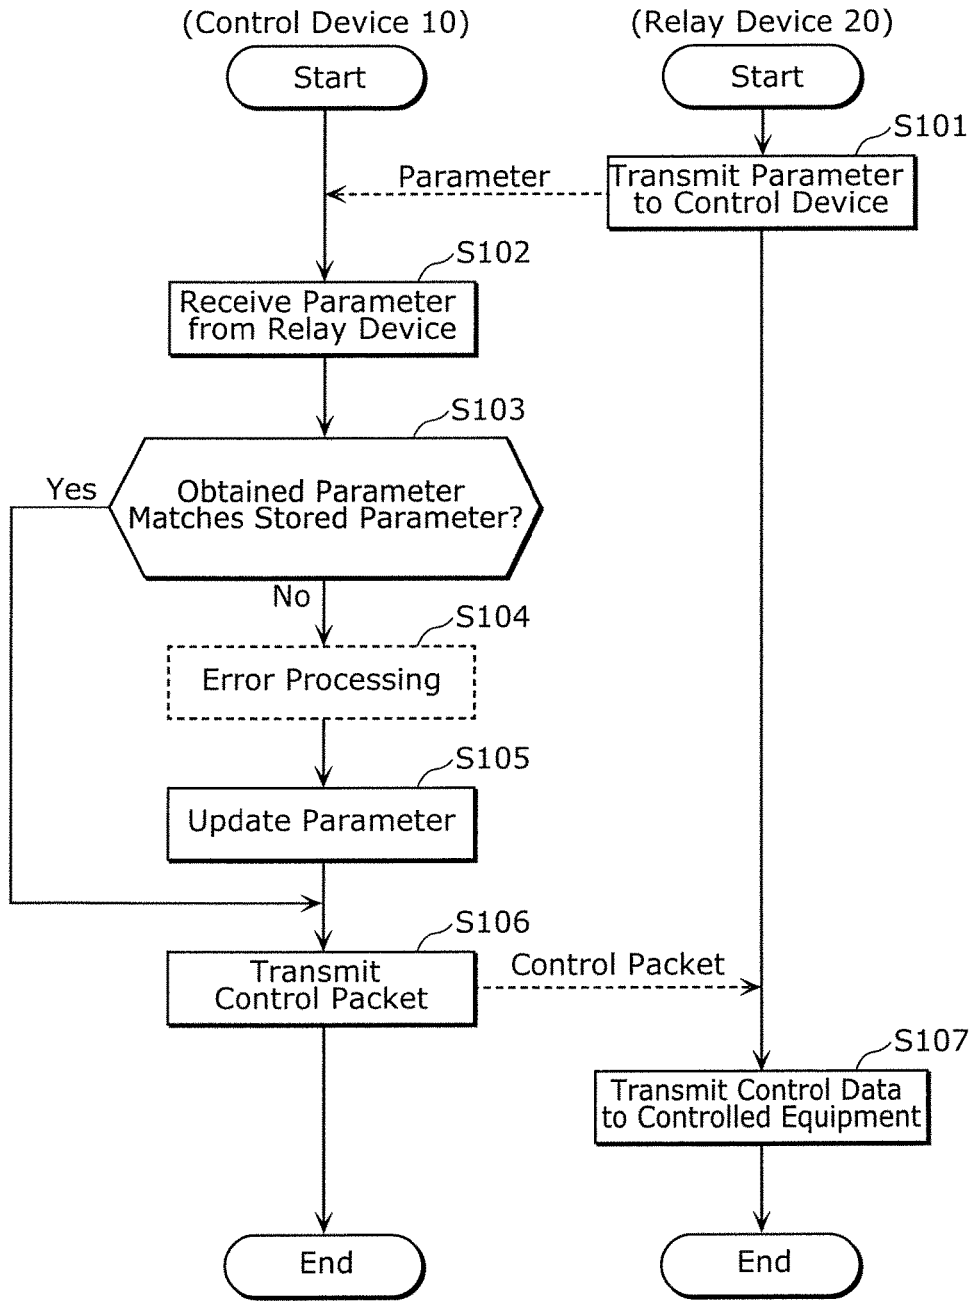 (Control Device 10)
(Relay Device 20)
Start
Start
S101
Transmit Parameter
to Control Device
Parameter
S102
Receive Parameter
from Relay Device
S103
Yes
Obtained Parameter
Matches Stored Parameter?
No
S104
Error Processing
S105
Update Parameter
S106
Transmit
Control Packet
Control Packet
S107
Transmit Control Data
to Controlled Equipment
End
End